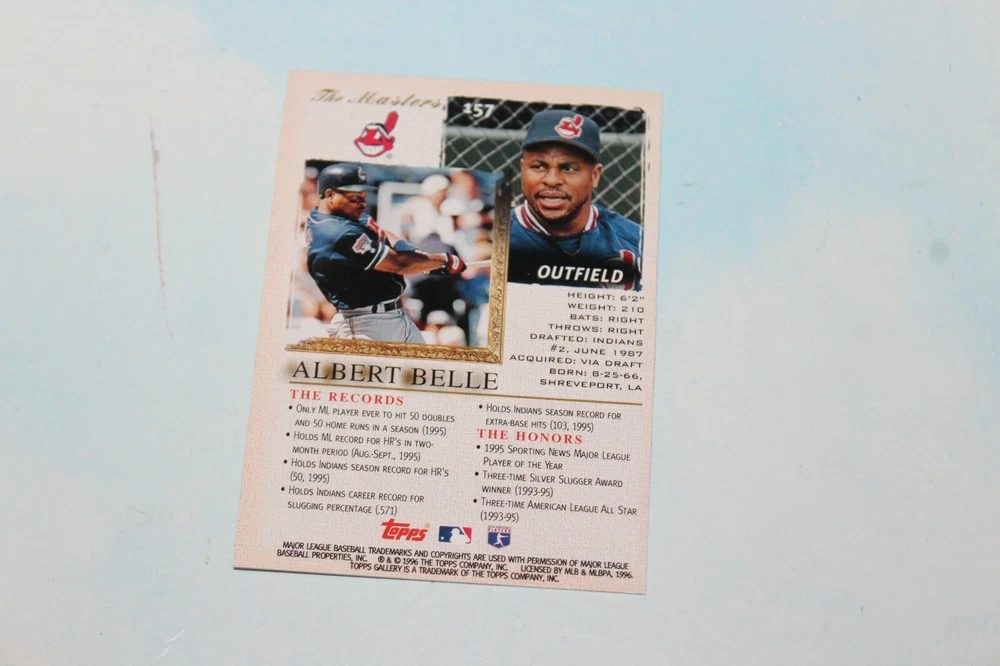 The Masters
157
OUTFIELD
HEIGHT: 6'2"
WEIGHT: 210
BATS: RIGHT
THROWS: RIGHT
DRAFTED: INDIANS
#2, JUNE 1987
ACQUIRED: VIA DRAFT
BORN: 8-25-66,
SHREVEPORT, LA
ALBERT BELLE
THE RECORDS
• ONLY ML PLAYER EVER TO HIT 50 DOUBLES
AND 50 HOME RUNS IN A SEASON (1995)
• HOLDS ML RECORD FOR HR'S IN TWO-
MONTH PERIOD (AUG.-SEPT., 1995)
• HOLDS INDIANS SEASON RECORD FOR HR'S
(50, 1995)
• HOLDS INDIANS CAREER RECORD FOR
SLUGGING PERCENTAGE (.571)
• HOLDS INDIANS SEASON RECORD FOR
EXTRA-BASE HITS (103, 1995)
THE HONORS
• 1995 SPORTING NEWS MAJOR LEAGUE
PLAYER OF THE YEAR
• THREE-TIME SILVER SLUGGER AWARD
WINNER (1993-95)
• THREE-TIME AMERICAN LEAGUE ALL STAR
(1993-95)
topps®
PLAYERS
MAJOR LEAGUE BASEBALL TRADEMARKS AND COPYRIGHTS ARE USED WITH PERMISSION OF MAJOR LEAGUE
BASEBALL PROPERTIES, INC. ® & © 1996 THE TOPPS COMPANY, INC. LICENSED BY MLB & MLBPA, 1996.
TOPPS GALLERY IS A TRADEMARK OF THE TOPPS COMPANY, INC.